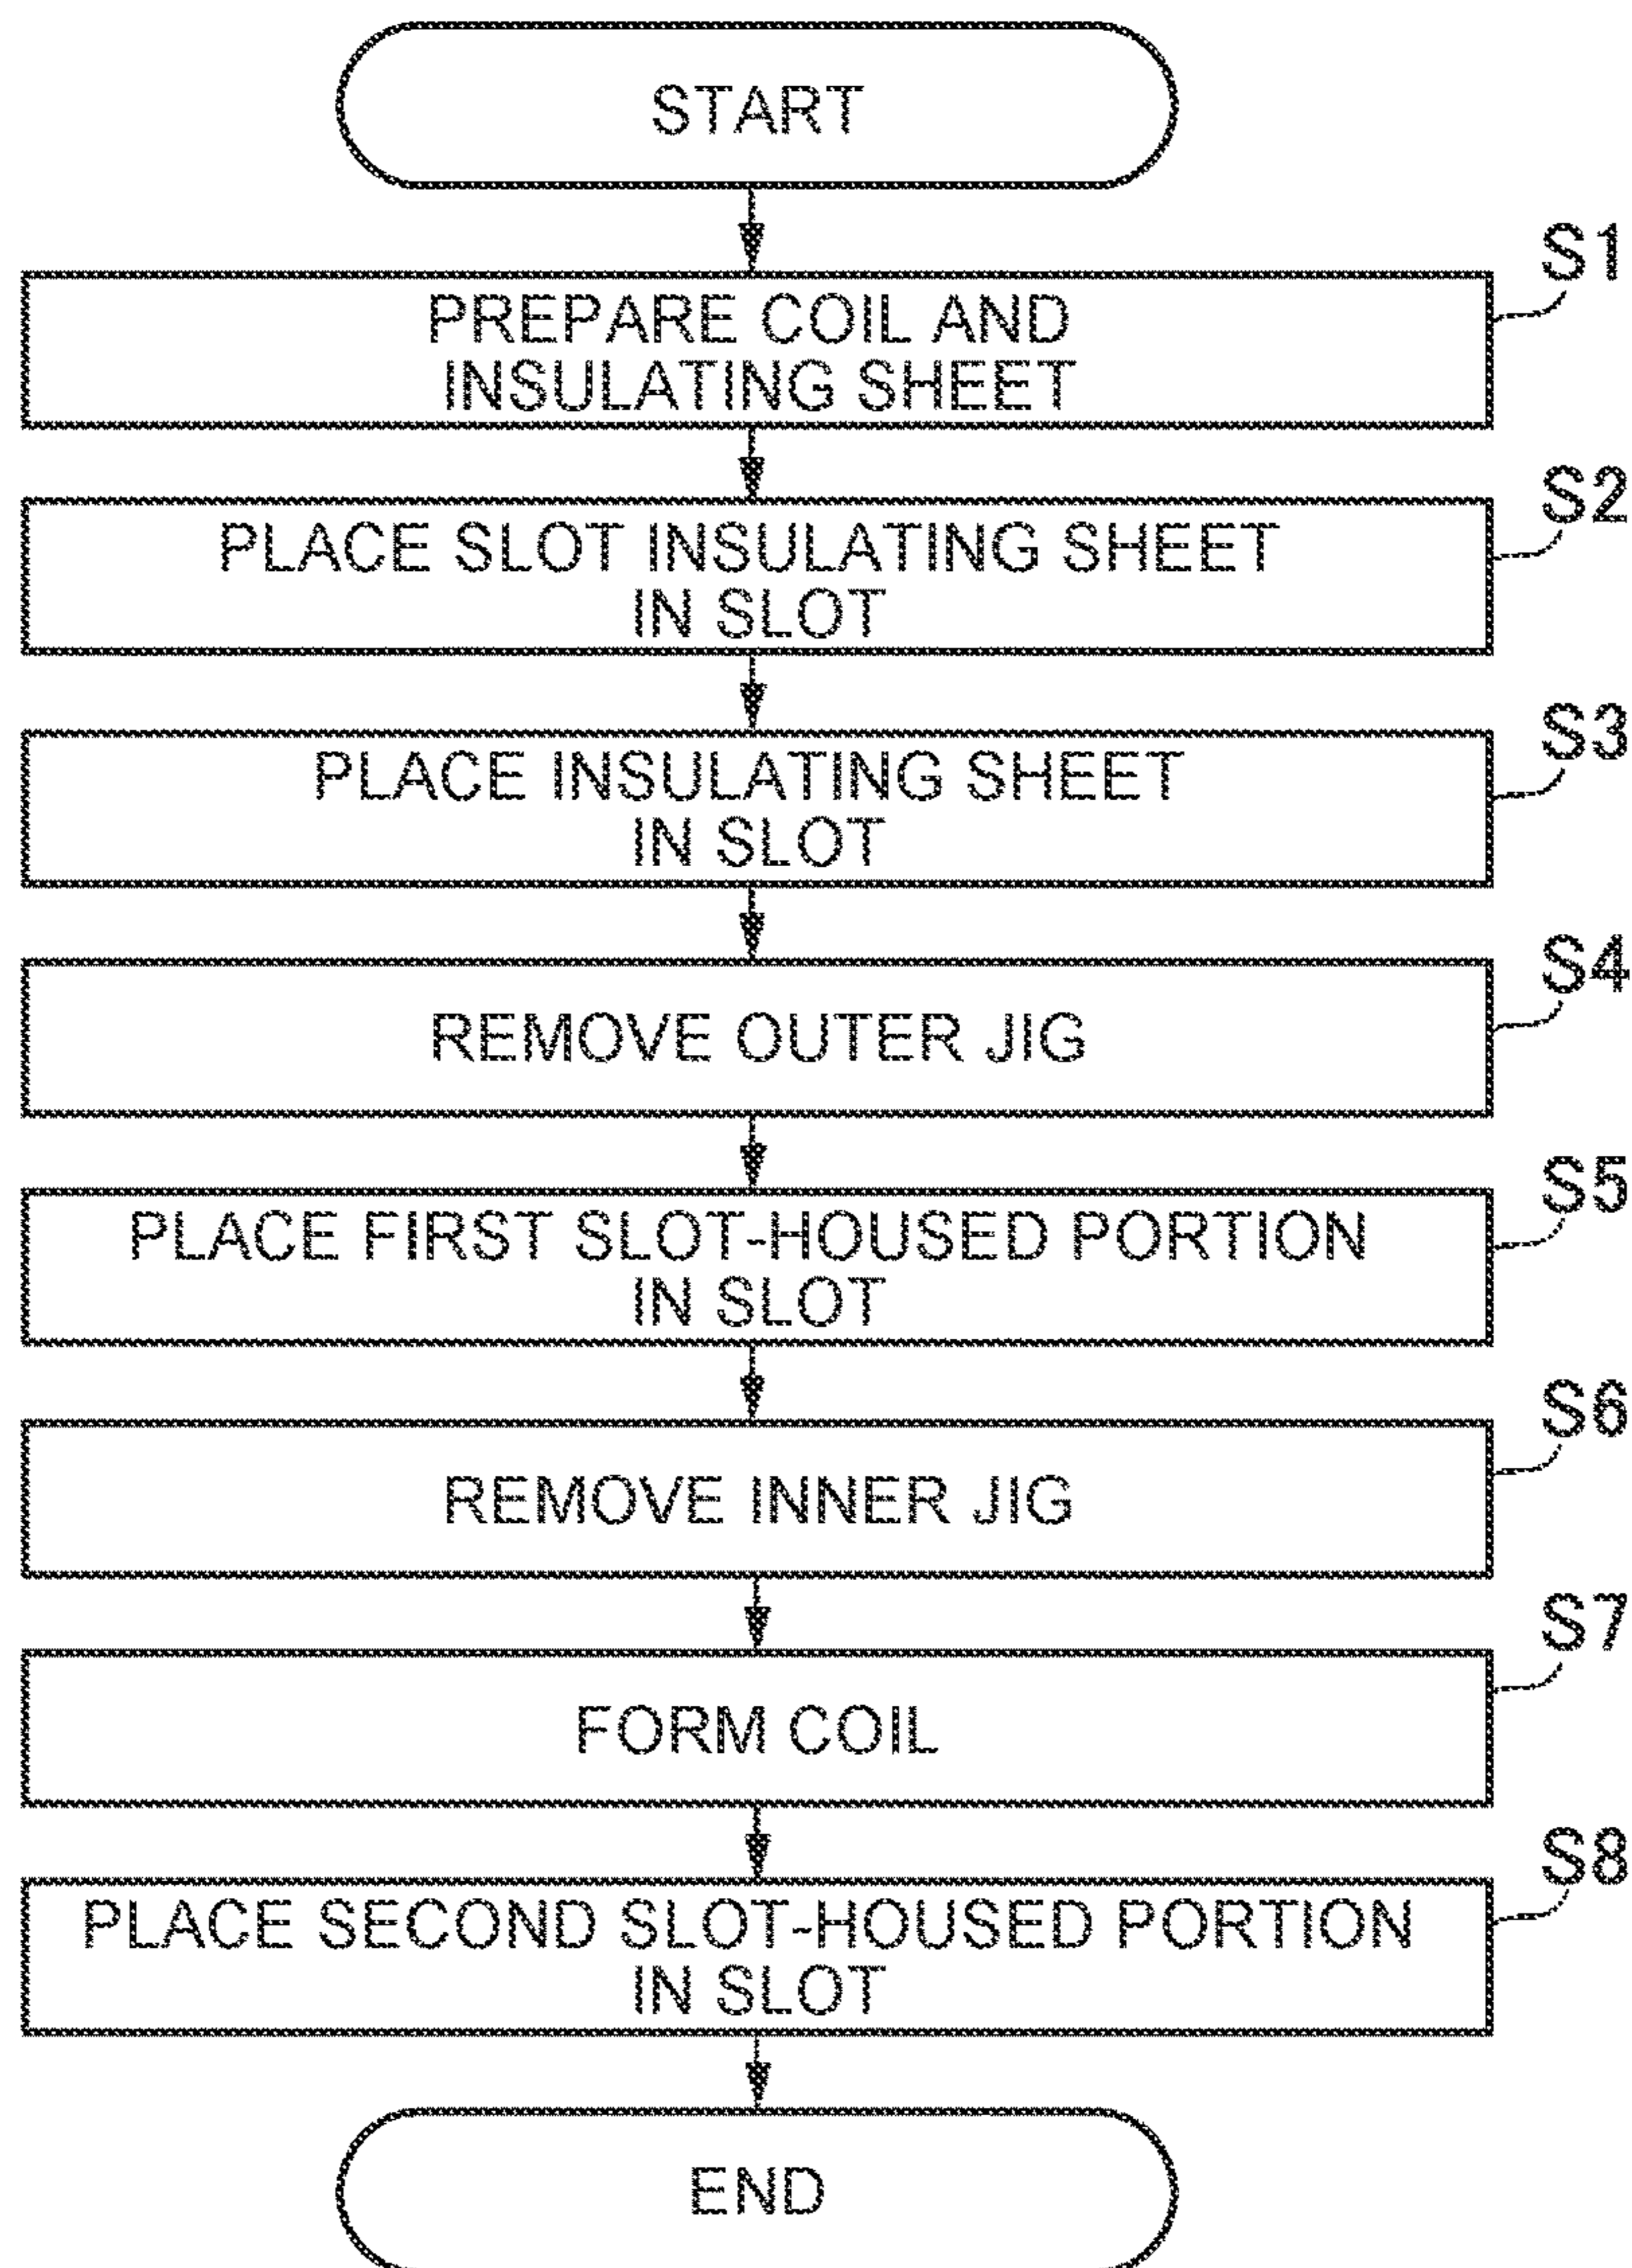 START
S1
PREPARE COIL AND
INSULATING SHEET
S2
PLACE SLOT INSULATING SHEET
IN SLOT
S3
PLACE INSULATING SHEET
IN SLOT
S4
REMOVE OUTER JIG
S5
PLACE FIRST SLOT-HOUSED PORTION
IN SLOT
S6
REMOVE INNER JIG
S7
FORM COIL
S8
PLACE SECOND SLOT-HOUSED PORTION
IN SLOT
END